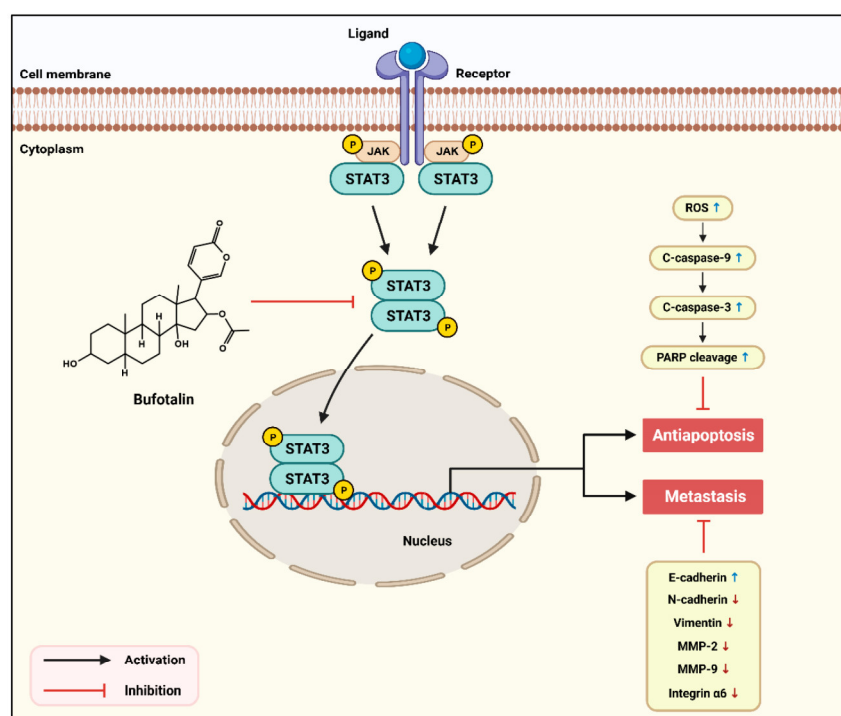 Ligand
Cell membrane
Receptor
Cytoplasm
P
JAK
JAK
P
STAT3
STAT3
ROS ↑
C-caspase-9 ↑
C-caspase-3 ↑
PARP cleavage ↑
P
STAT3
STAT3
P
O
O
H
O
H
H
OH
O
HO
H
Bufotalin
Antiapoptosis
Metastasis
P
STAT3
STAT3
P
Nucleus
E-cadherin ↑
N-cadherin ↓
Vimentin ↓
MMP-2 ↓
MMP-9 ↓
Integrin α6 ↓
Activation
Inhibition